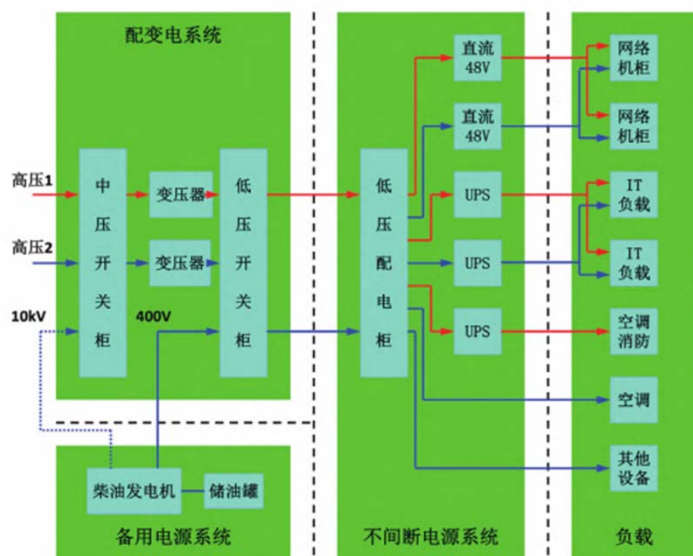 配变电系统
高压1
高压2
10kV
中压开关柜
变压器
变压器
400V
低压开关柜
柴油发电机
储油罐
备用电源系统
低压配电柜
直流
48V
直流
48V
UPS
UPS
UPS
不间断电源系统
网络
机柜
网络
机柜
IT
负载
IT
负载
空调
消防
空调
其他
设备
负载